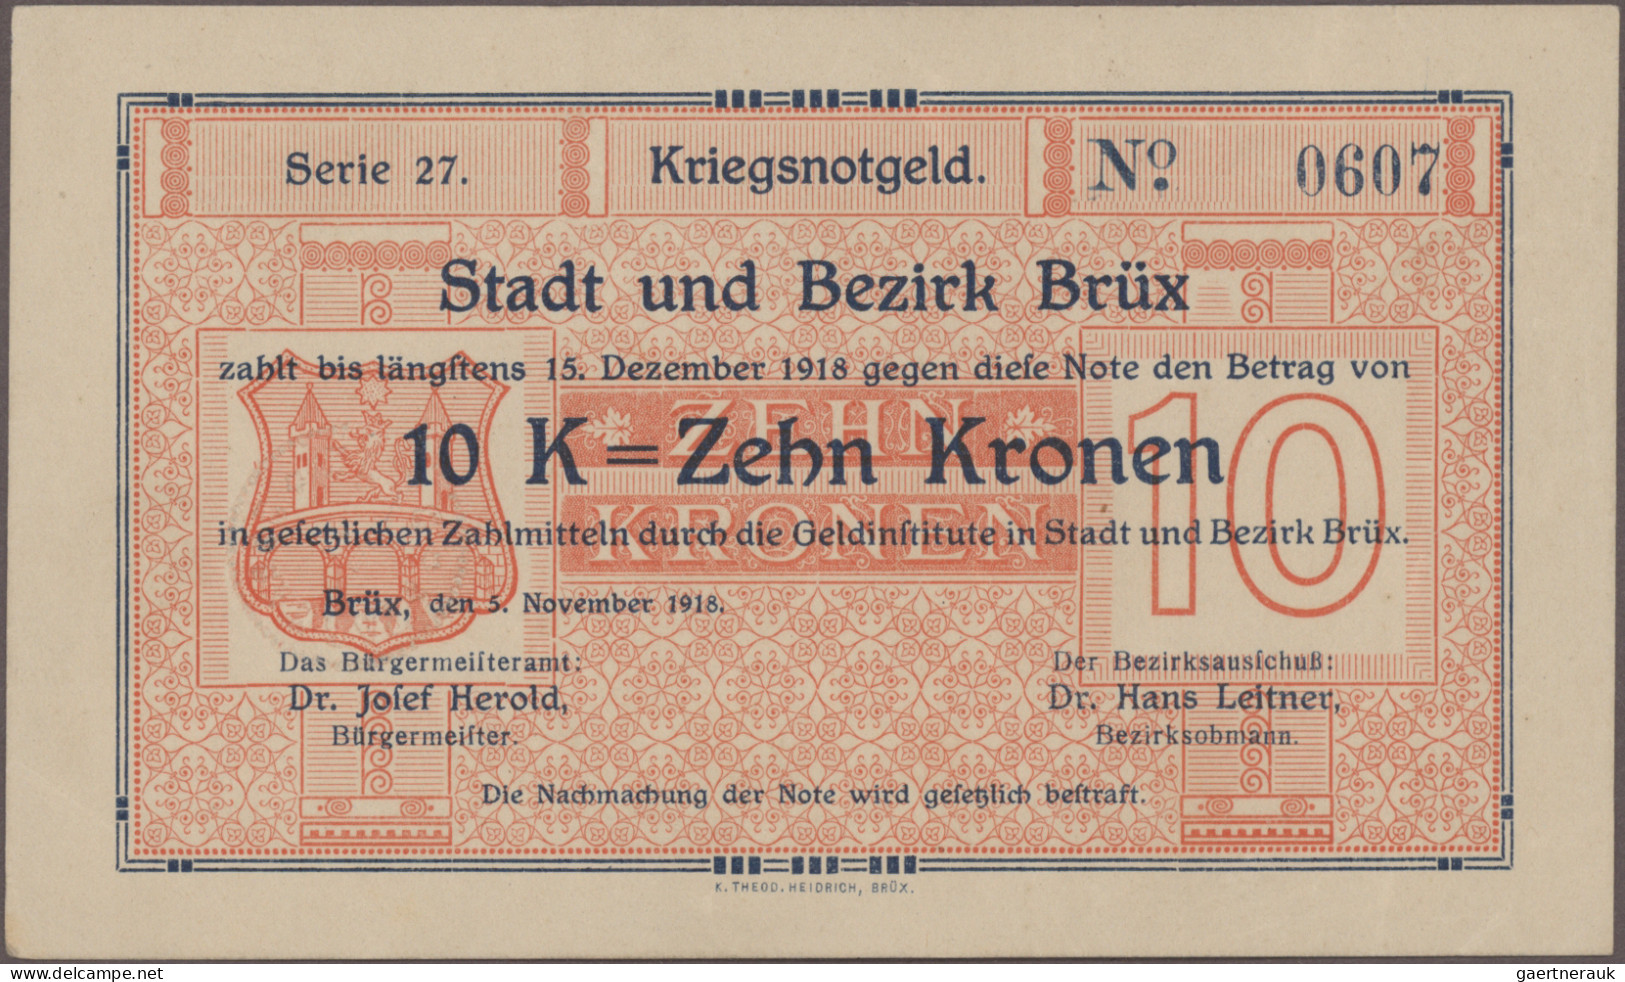 Serie 27.
Kriegsnotgeld.
No. 0607
Stadt und Bezirk Brüx
zahlt bis längſtens 15. Dezember 1918 gegen dieſe Note den Betrag von
ZEHN
10
10 K = Zehn Kronen
KRONEN
in geſetzlichen Zahlmitteln durch die Geldinſtitute in Stadt und Bezirk Brüx.
Brüx, den 5. November 1918.
Das Bürgermeiſteramt:
Dr. Joſef Herold,
Bürgermeiſter.
Der Bezirksausſchuß:
Dr. Hans Leitner,
Bezirksobmann.
Die Nachmachung der Note wird geſetzlich beſtraft.
K. THEOD. HEIDRICH, BRÜX.
www.delcampe.net
gaertnerauk